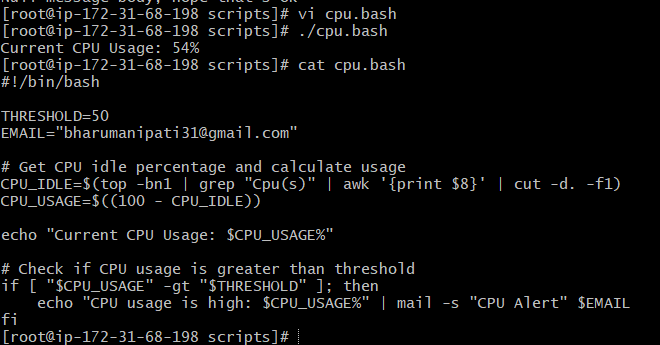 [root@ip-172-31-68-198 scripts]# vi cpu.bash
[root@ip-172-31-68-198 scripts]# ./cpu.bash
Current CPU Usage: 54%
[root@ip-172-31-68-198 scripts]# cat cpu.bash
#!/bin/bash

THRESHOLD=50
EMAIL="bharumanipati31@gmail.com"

# Get CPU idle percentage and calculate usage
CPU_IDLE=$(top -bn1 | grep "Cpu(s)" | awk '{print $8}' | cut -d. -f1)
CPU_USAGE=$((100 - CPU_IDLE))

echo "Current CPU Usage: $CPU_USAGE%"

# Check if CPU usage is greater than threshold
if [ "$CPU_USAGE" -gt "$THRESHOLD" ]; then
    echo "CPU usage is high: $CPU_USAGE%" | mail -s "CPU Alert" $EMAIL
fi
[root@ip-172-31-68-198 scripts]#